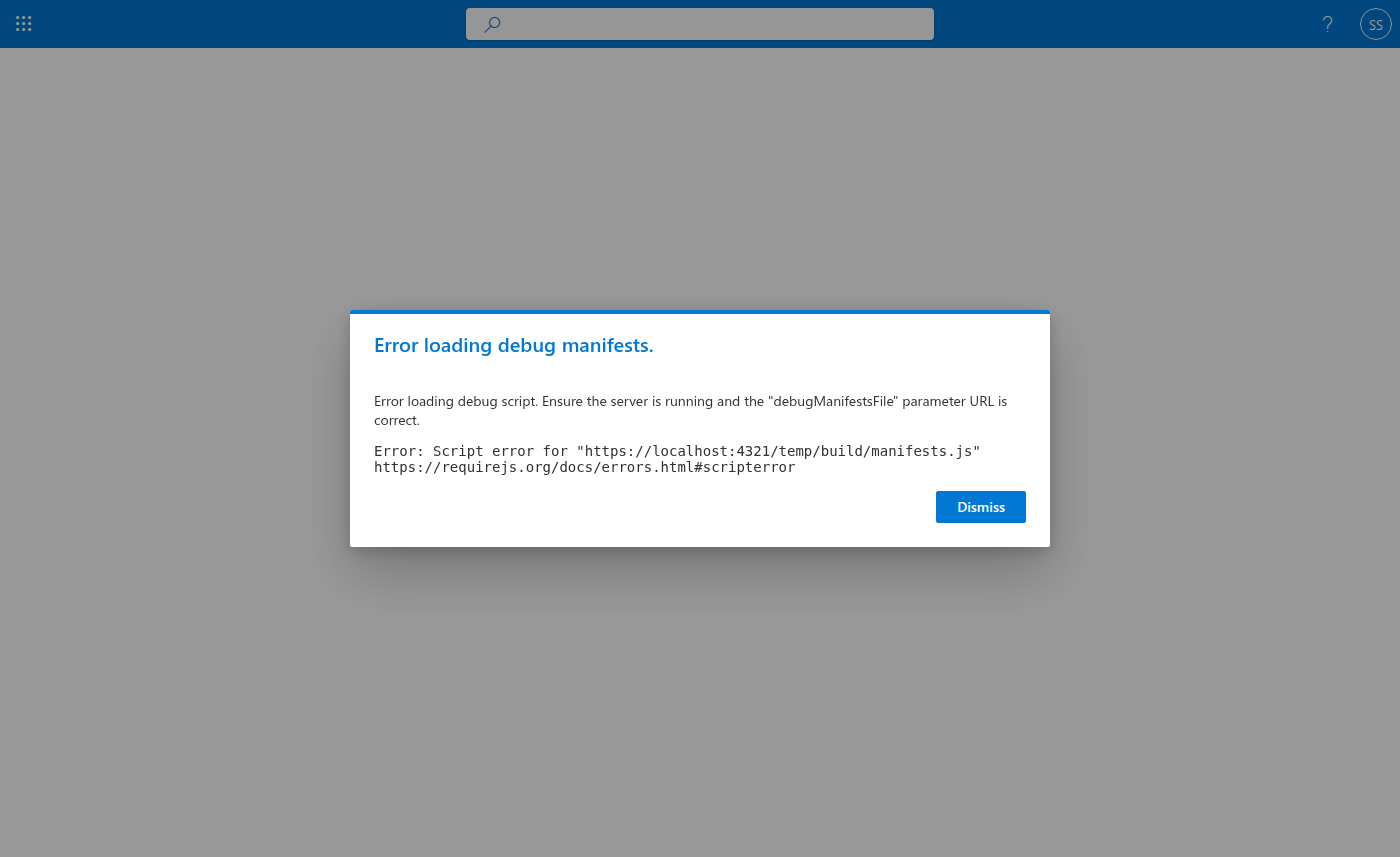 ?
SS
Error loading debug manifests.
Error loading debug script. Ensure the server is running and the "debugManifestsFile" parameter URL is
correct.
Error: Script error for "https://localhost:4321/temp/build/manifests.js"
https://requirejs.org/docs/errors.html#scripterror
Dismiss